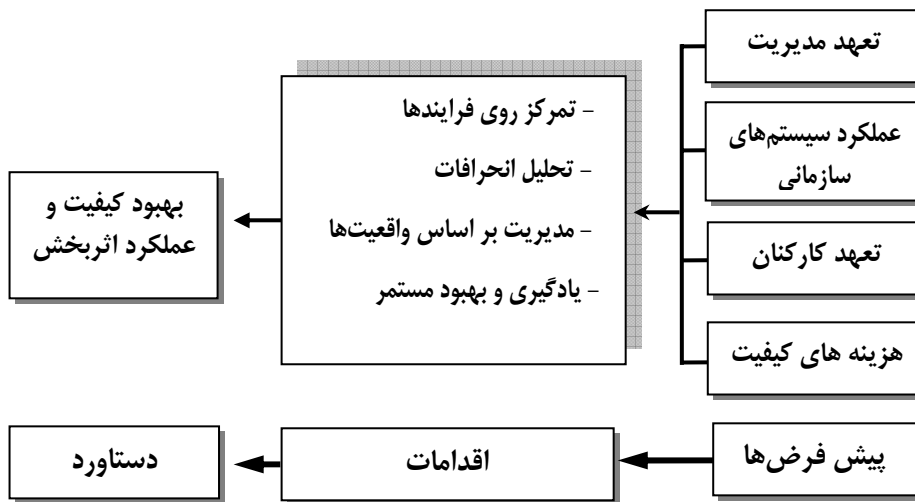 تعهد مدیریت
عملکرد سیستم‌های
سازمانی
تعهد کارکنان
هزینه های کیفیت
- تمرکز روی فرایندها
- تحلیل انحرافات
- مدیریت بر اساس واقعیت‌ها
- یادگیری و بهبود مستمر
بهبود کیفیت و
عملکرد اثربخش
پیش فرض‌ها
اقدامات
دستاورد